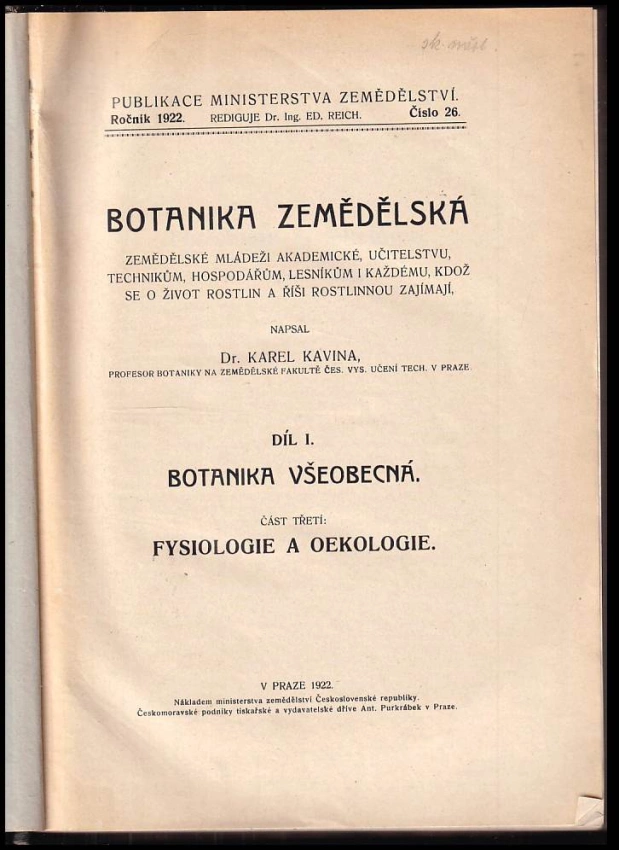 PUBLIKACE MINISTERSTVA ZEMĚDĚLSTVÍ.
Ročník 1922. REDIGUJE Dr. Ing. ED. REICH. Číslo 26.
BOTANIKA ZEMĚDĚLSKÁ
ZEMĚDĚLSKÉ MLÁDEŽI AKADEMICKÉ, UČITELSTVU,
TECHNIKŮM, HOSPODÁŘŮM, LESNÍKŮM I KAŽDÉMU, KDOŽ
SE O ŽIVOT ROSTLIN A ŘÍŠI ROSTLINNOU ZAJÍMAJÍ,
NAPSAL
Dr. KAREL KAVINA,
PROFESOR BOTANIKY NA ZEMĚDĚLSKÉ FAKULTĚ ČES. VYS. UČENÍ TECH. V PRAZE
DÍL I.
BOTANIKA VŠEOBECNÁ.
ČÁST TŘETÍ:
FYSIOLOGIE A OEKOLOGIE.
V PRAZE 1922.
Nákladem ministerstva zemědělství Československé republiky.
Českomoravské podniky tiskařské a vydavatelské dříve Ant. Purkrábek v Praze.